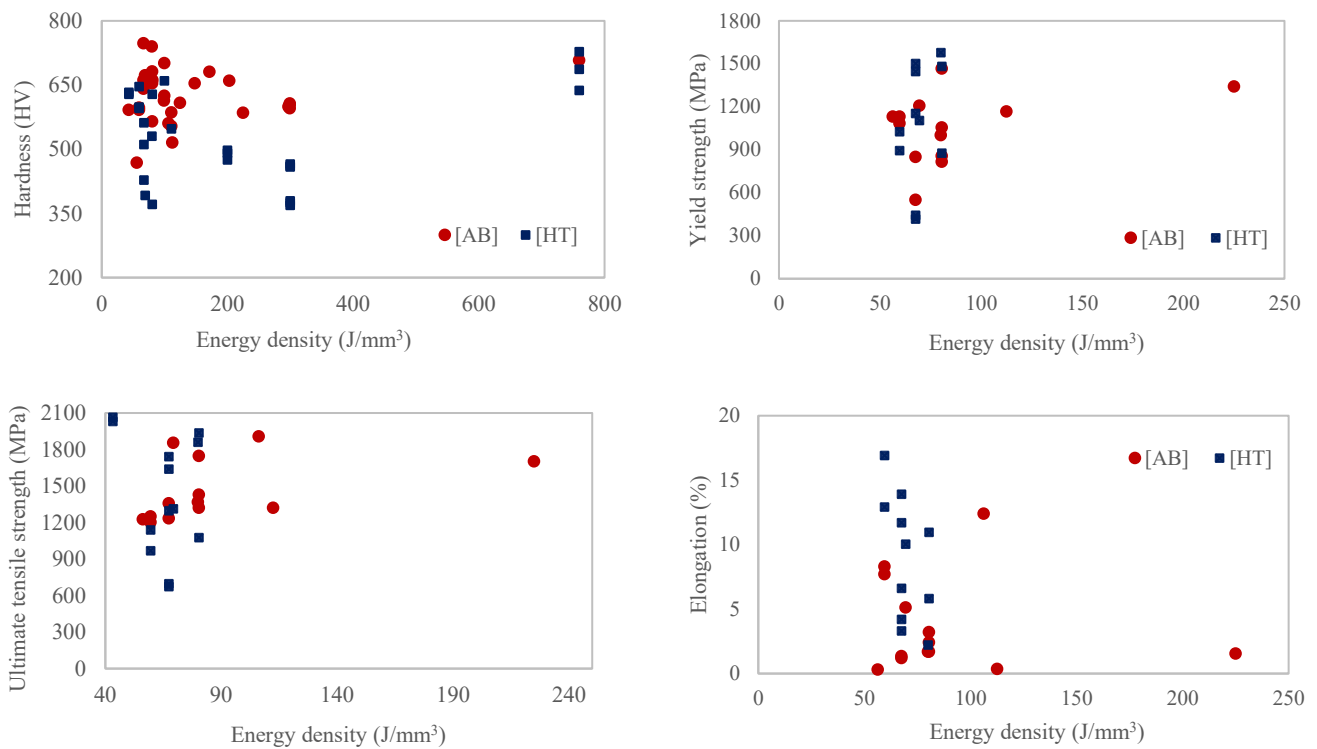 Hardness (HV)
800
650
500
350
200
[AB] [HT]
0 200 400 600 800
Energy density (J/mm³)
Yield strength (MPa)
1800
1500
1200
900
600
300
0
[AB] [HT]
0 50 100 150 200 250
Energy density (J/mm³)
Ultimate tensile strength (MPa)
2100
1800
1500
1200
900
600
300
0
40 90 140 190 240
Energy density (J/mm³)
Elongation (%)
20
15
10
5
0
[AB] [HT]
0 50 100 150 200 250
Energy density (J/mm³)